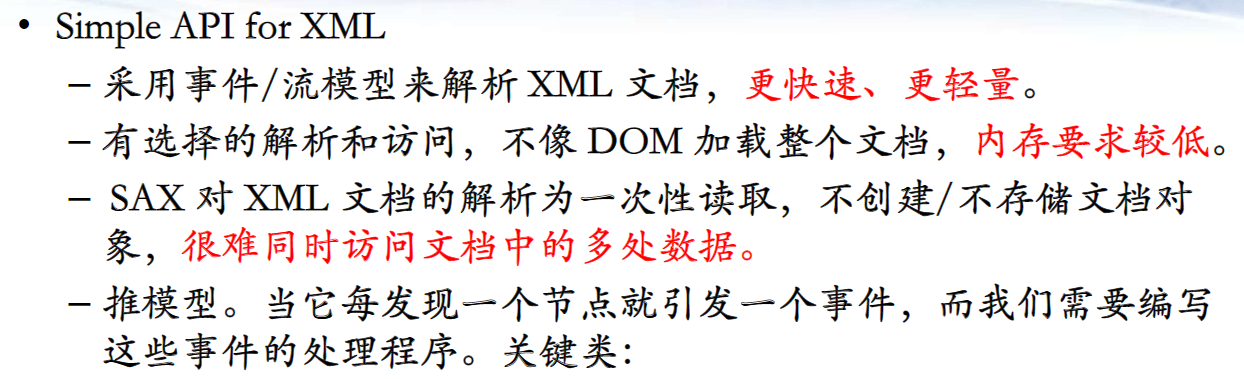 • Simple API for XML
– 采用事件/流模型来解析 XML 文档，更快速、更轻量。
– 有选择的解析和访问，不像 DOM 加载整个文档，内存要求较低。
– SAX 对 XML 文档的解析为一次性读取，不创建/不存储文档对
象，很难同时访问文档中的多处数据。
– 推模型。当它每发现一个节点就引发一个事件，而我们需要编写
这些事件的处理程序。关键类：